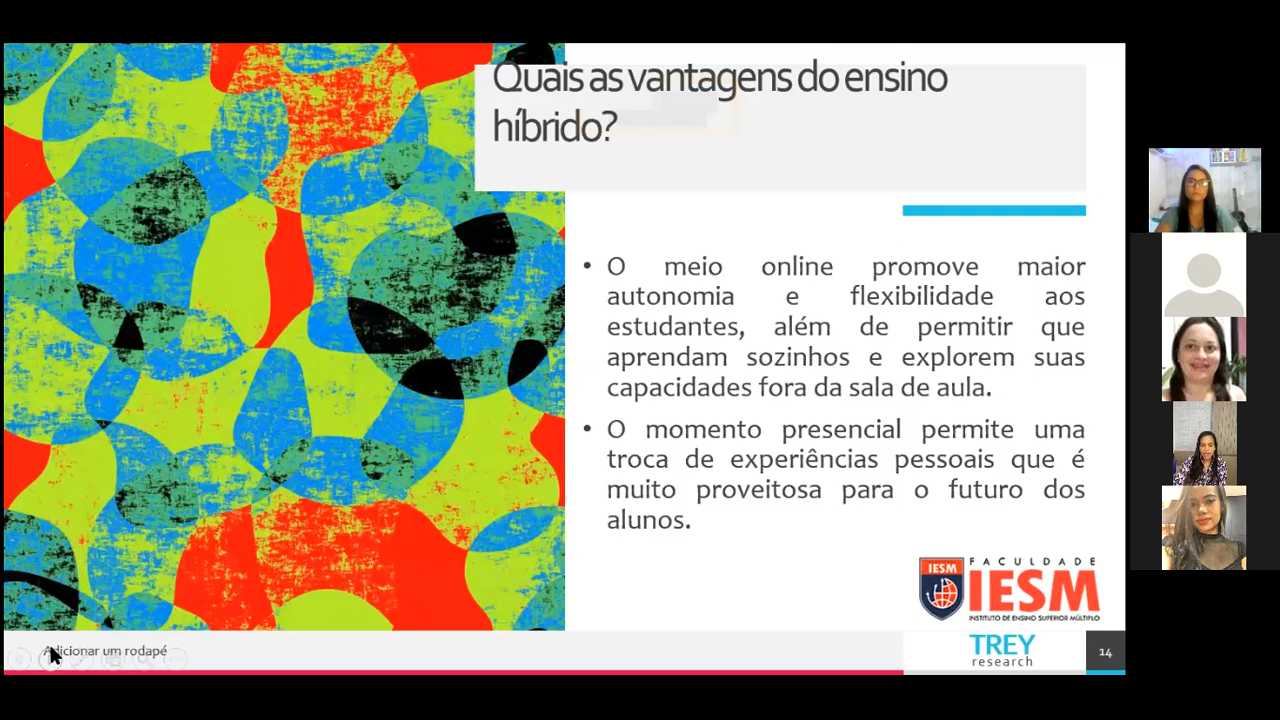 Quais as vantagens do ensino
híbrido?
• O meio online promove maior
autonomia e flexibilidade aos
estudantes, além de permitir que
aprendam sozinhos e explorem suas
capacidades fora da sala de aula.
• O momento presencial permite uma
troca de experiências pessoais que é
muito proveitosa para o futuro dos
alunos.
IESM
FACULDADE
IESM
INSTITUTO DE ENSINO SUPERIOR MÚLTIPLO
Adicionar um rodapé
TREY
research
14